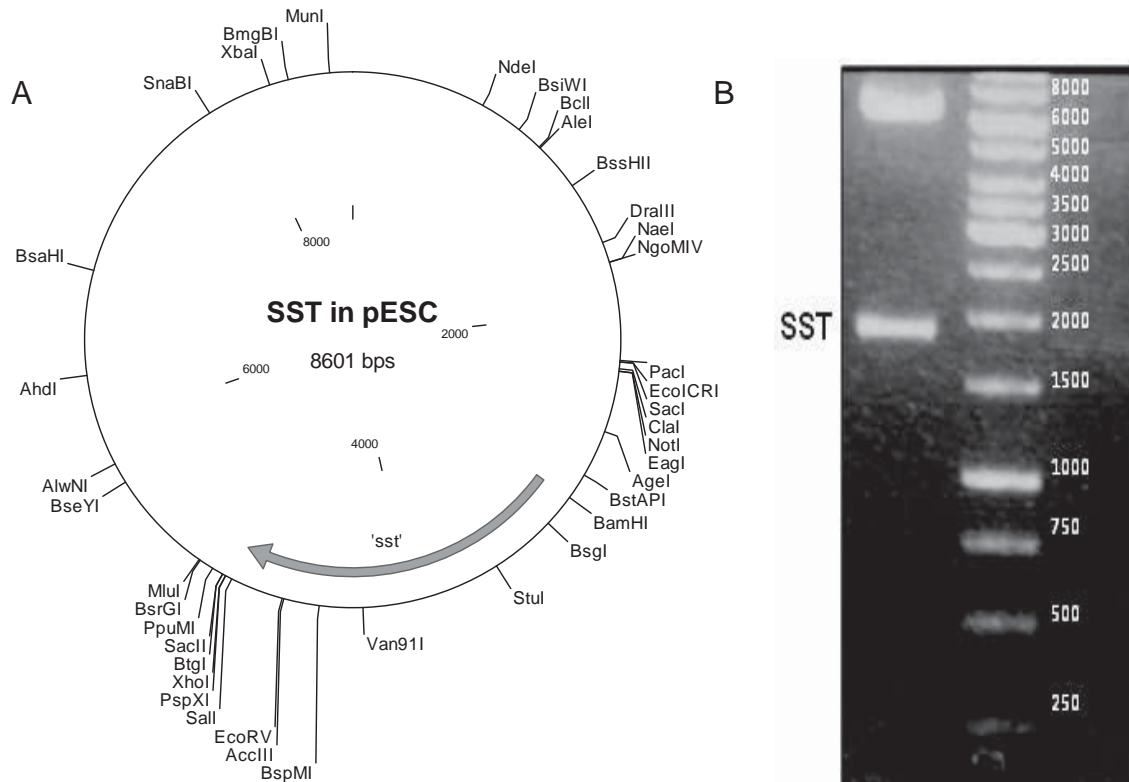 A
MunI
BmgBI
XbaI
SnaBI
NdeI
BsiWI
BclI
AleI
BssHII
DraIII
NaeI
NgoMIV
BsaHI
8000
SST in pESC
8601 bps
2000
6000
4000
PacI
EcoICRI
SacI
ClaI
NotI
EagI
AgeI
BstAPI
BamHI
BsgI
StuI
'sst'
Van91I
AhdI
AlwNI
BseYI
MluI
BsrGI
PpuMI
SacII
BtgI
XhoI
PspXI
SalI
EcoRV
AccIII
BspMI
B
SST
8000
6000
5000
4000
3500
3000
2500
2000
1500
1000
750
500
250